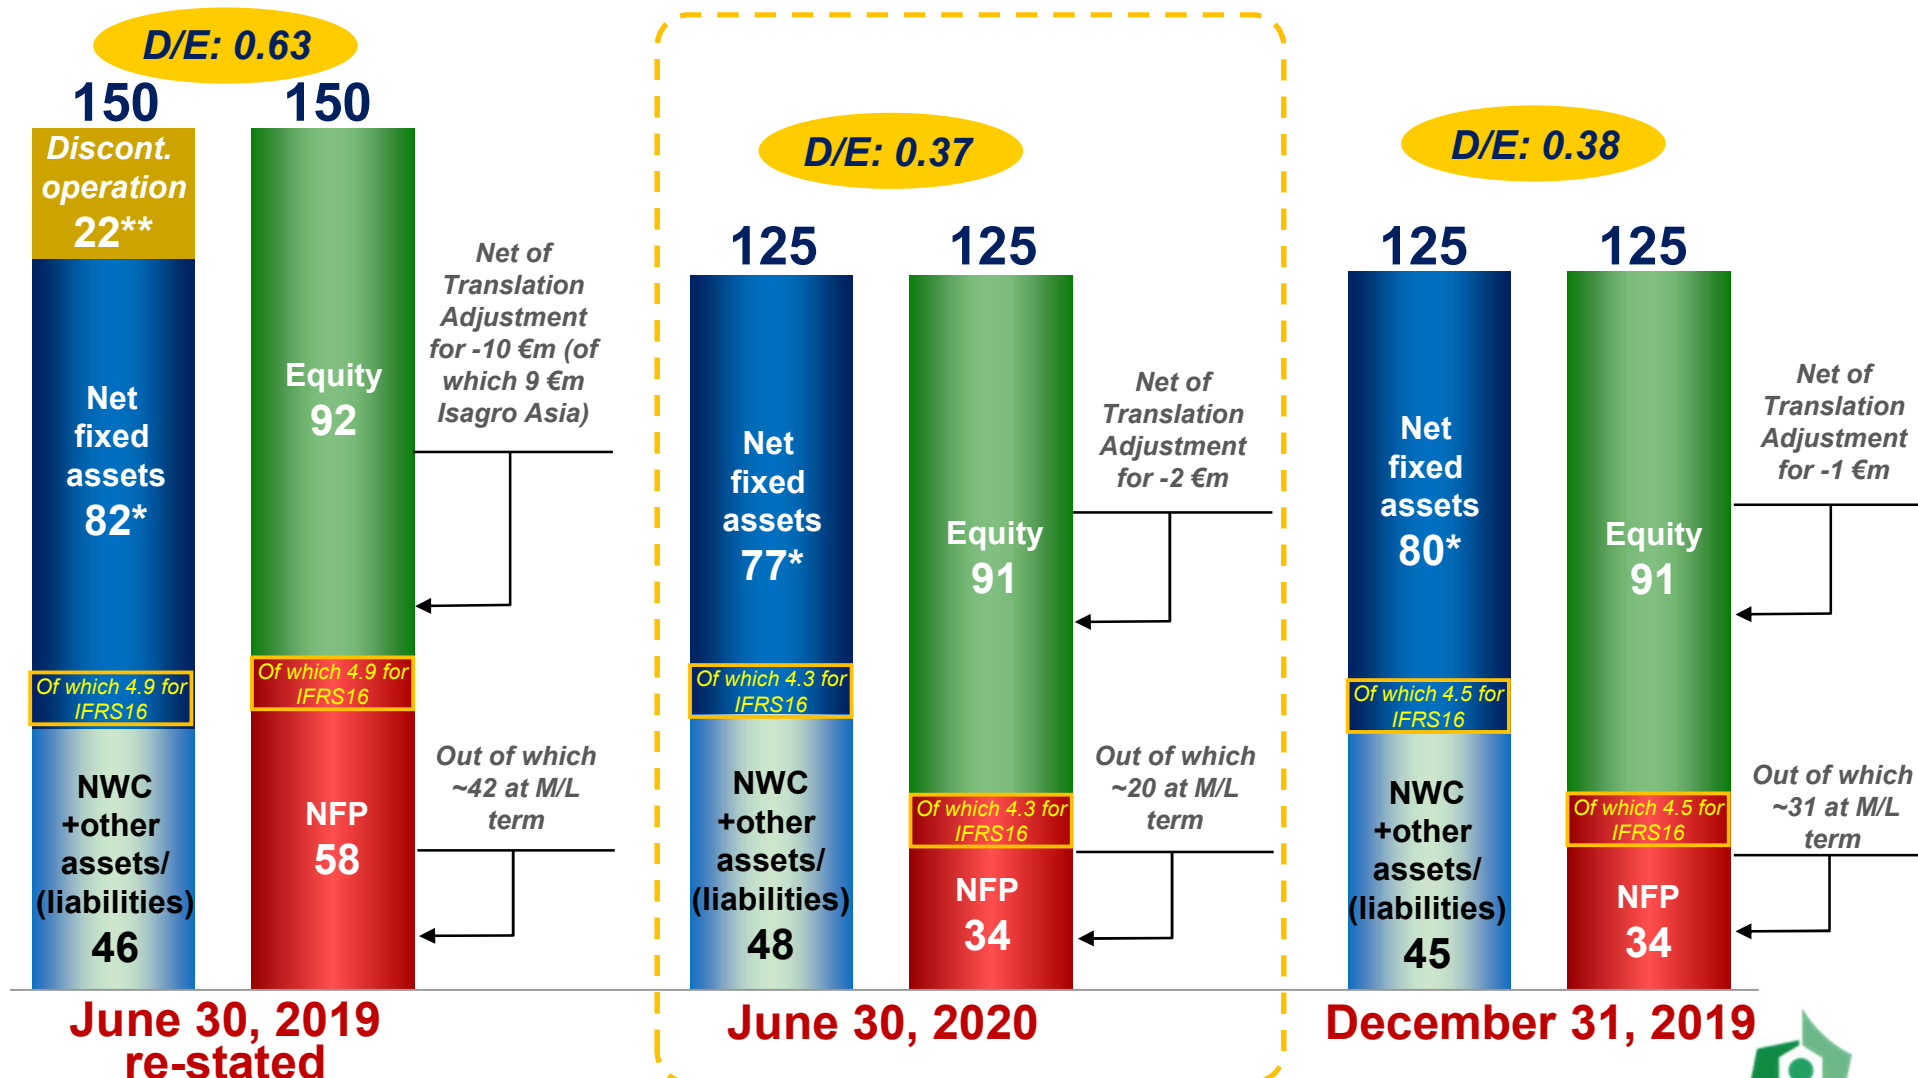 D/E: 0.63
150
150
Discont.
operation
22**
Net
fixed
assets
82*
Of which 4.9 for
IFRS16
NWC
+other
assets/
(liabilities)
46
Equity
92
Of which 4.9 for
IFRS16
NFP
58
Net of
Translation
Adjustment
for -10 €m (of
which 9 €m
Isagro Asia)
Out of which
~42 at M/L
term
June 30, 2019
re-stated
D/E: 0.37
125
125
Net
fixed
assets
77*
Of which 4.3 for
IFRS16
NWC
+other
assets/
(liabilities)
48
Equity
91
Of which 4.3 for
IFRS16
NFP
34
Net of
Translation
Adjustment
for -2 €m
Out of which
~20 at M/L
term
June 30, 2020
D/E: 0.38
125
125
Net
fixed
assets
80*
Of which 4.5 for
IFRS16
NWC
+other
assets/
(liabilities)
45
Equity
91
Of which 4.5 for
IFRS16
NFP
34
Net of
Translation
Adjustment
for -1 €m
Out of which
~31 at M/L
term
December 31, 2019